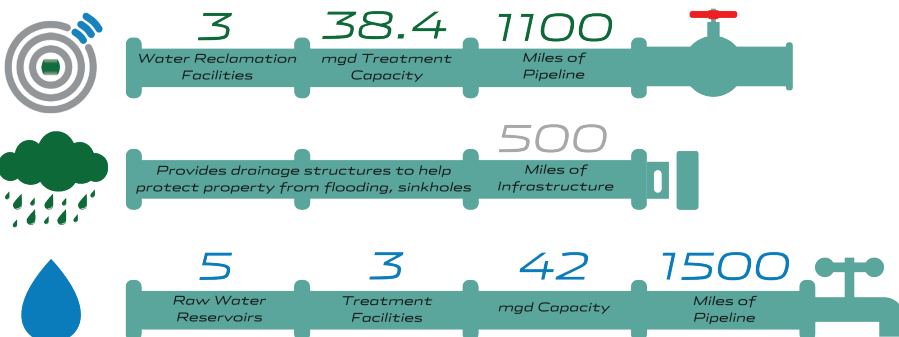 3 38.4 1100
Water Reclamation mgd Treatment Miles of
Facilities Capacity Pipeline
500
Provides drainage structures to help Miles of
protect property from flooding, sinkholes Infrastructure
5 3 42 1500
Raw Water Treatment mgd Capacity Miles of
Reservoirs Facilities Pipeline